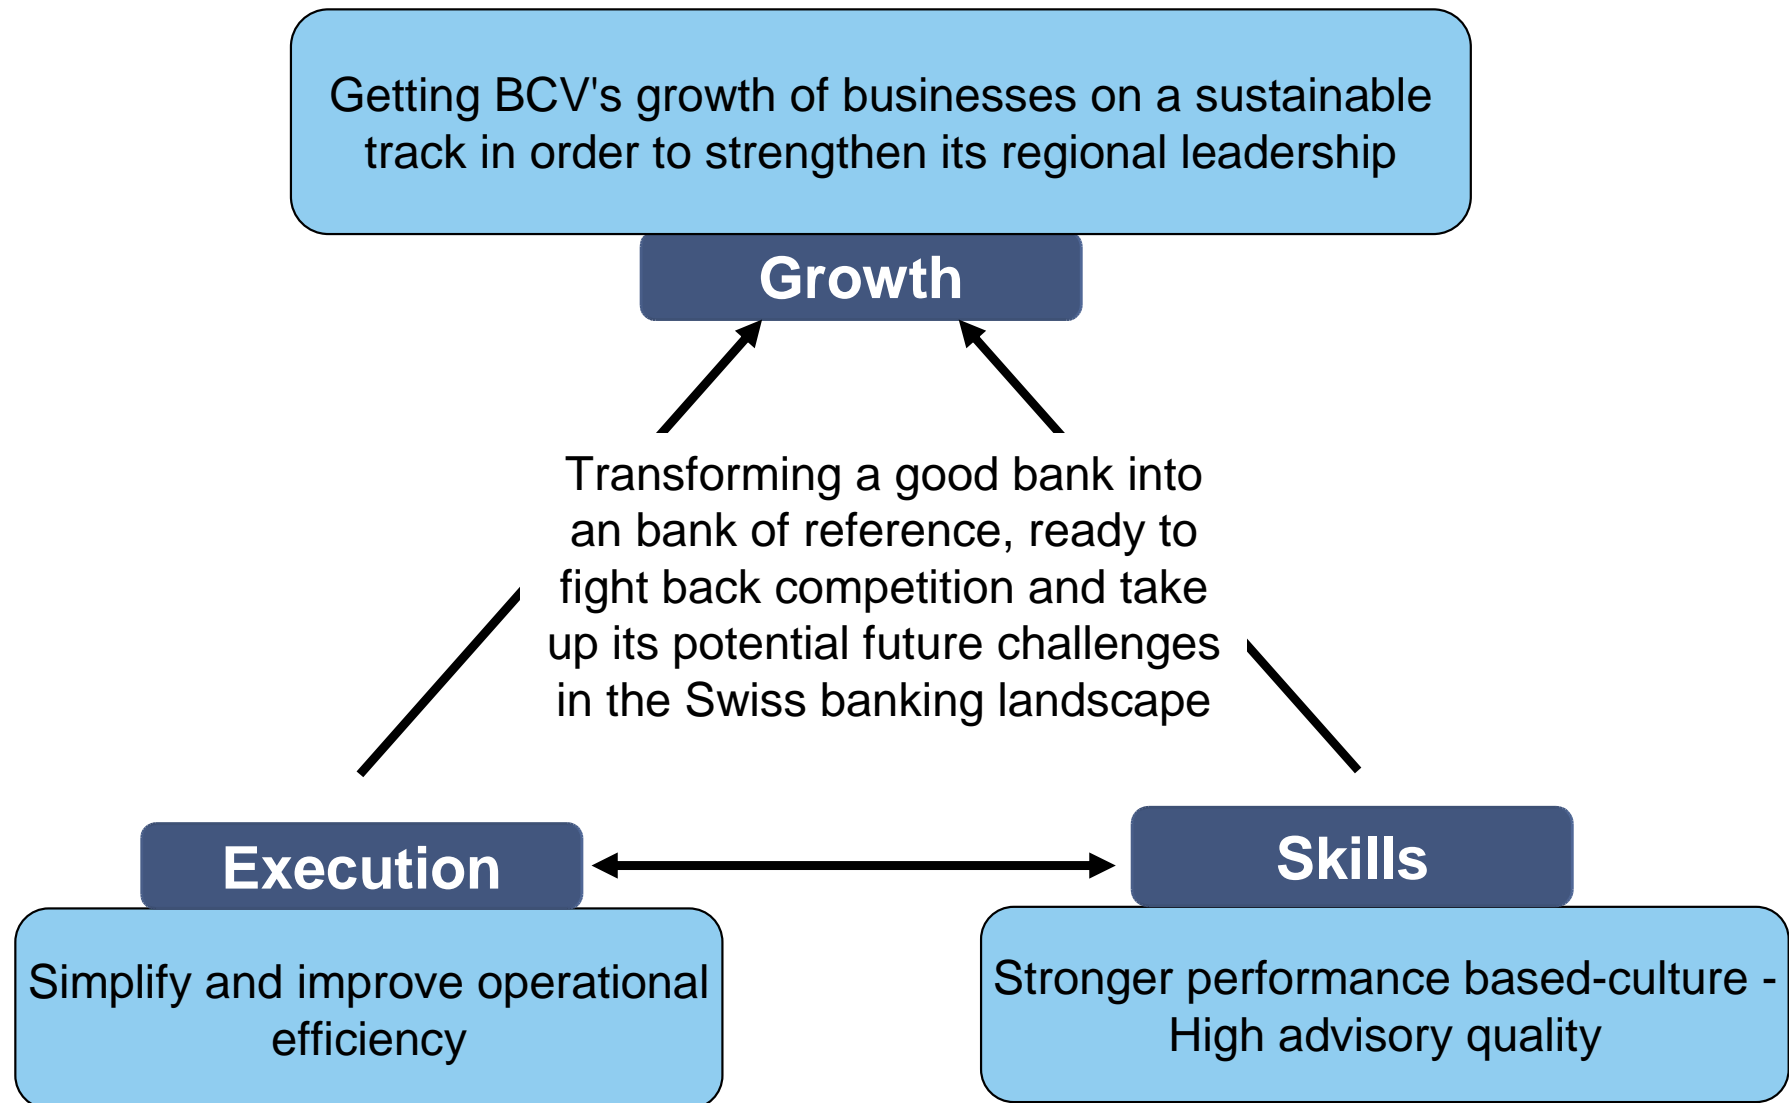 Getting BCV's growth of businesses on a sustainable
track in order to strengthen its regional leadership
Growth
Transforming a good bank into
an bank of reference, ready to
fight back competition and take
up its potential future challenges
in the Swiss banking landscape
Execution
Simplify and improve operational
efficiency
Skills
Stronger performance based-culture -
High advisory quality